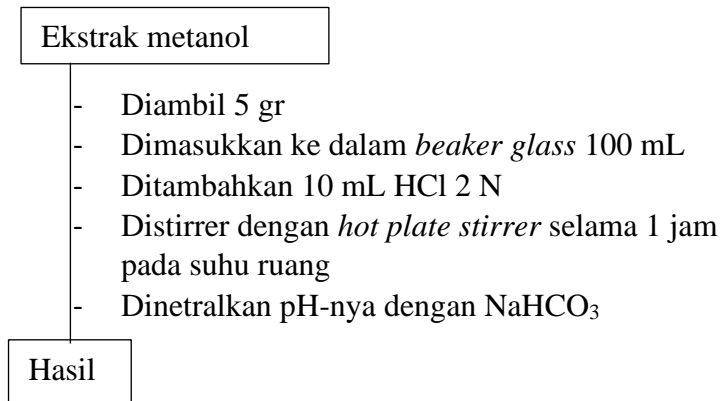 Ekstrak metanol
- Diambil 5 gr
- Dimasukkan ke dalam beaker glass 100 mL
- Ditambahkan 10 mL HCl 2 N
- Distirrer dengan hot plate stirrer selama 1 jam
pada suhu ruang
- Dinetralkan pH-nya dengan NaHCO₃
Hasil